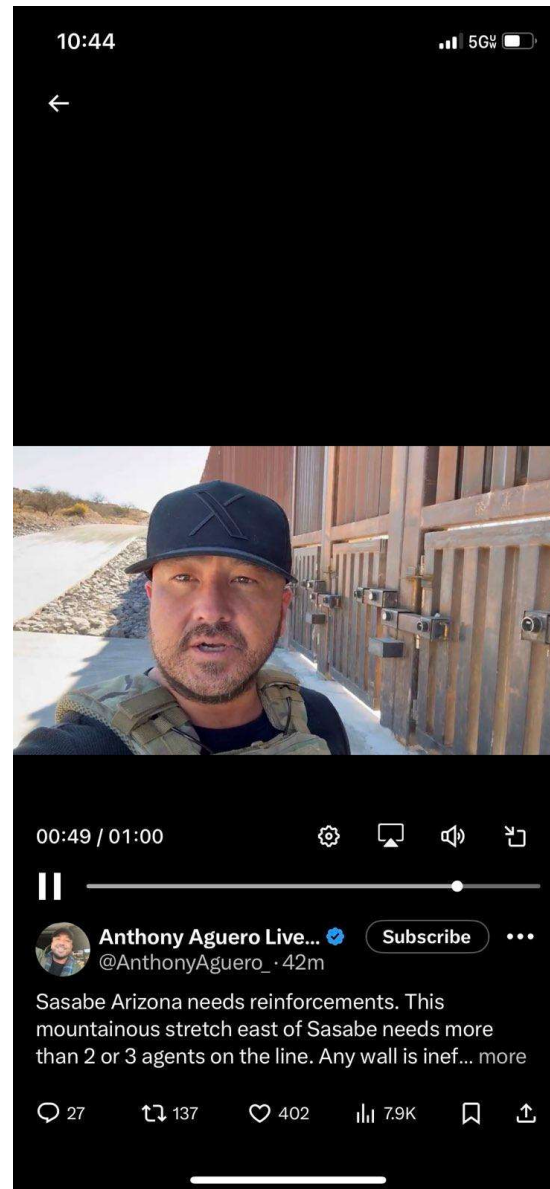 10:44
5GUW
00:49 / 01:00
Anthony Aguero Live... Subscribe
@AnthonyAguero_ · 42m
Sasabe Arizona needs reinforcements. This
mountainous stretch east of Sasabe needs more
than 2 or 3 agents on the line. Any wall is inef... more
27 137 402 7.9K